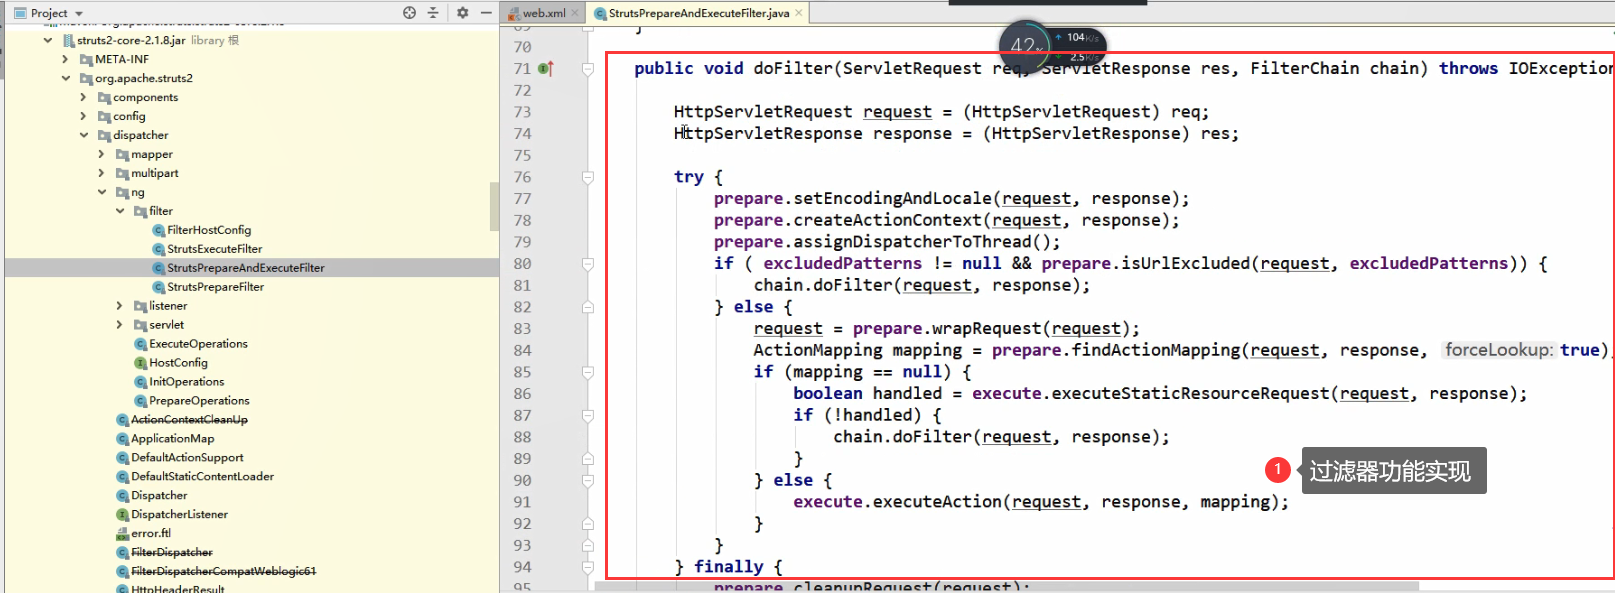 Project
struts2-core-2.1.8.jar library 根
META-INF
org.apache.struts2
components
config
dispatcher
mapper
multipart
ng
filter
FilterHostConfig
StrutsExecuteFilter
StrutsPrepareAndExecuteFilter
StrutsPrepareFilter
listener
servlet
ExecuteOperations
HostConfig
InitOperations
PrepareOperations
ActionContextCleanUp
ApplicationMap
DefaultActionSupport
DefaultStaticContentLoader
Dispatcher
DispatcherListener
error.ftl
FilterDispatcher
FilterDispatcherCompatWeblogic61
HttpHeaderResult
web.xml StrutsPrepareAndExecuteFilter.java
42% 104K/s
2.5K/s
69 }
70
71 public void doFilter(ServletRequest req, ServletResponse res, FilterChain chain) throws IOException
72
73 HttpServletRequest request = (HttpServletRequest) req;
74 HttpServletResponse response = (HttpServletResponse) res;
75
76 try {
77 prepare.setEncodingAndLocale(request, response);
78 prepare.createActionContext(request, response);
79 prepare.assignDispatcherToThread();
80 if ( excludedPatterns != null && prepare.isUrlExcluded(request, excludedPatterns)) {
81 chain.doFilter(request, response);
82 } else {
83 request = prepare.wrapRequest(request);
84 ActionMapping mapping = prepare.findActionMapping(request, response, forceLookup: true)
85 if (mapping == null) {
86 boolean handled = execute.executeStaticResourceRequest(request, response);
87 if (!handled) {
88 chain.doFilter(request, response);
89 }
90 } else {
91 execute.executeAction(request, response, mapping);
92 }
93 }
94 } finally {
95 prepare.cleanupRequest(request);
1 过滤器功能实现